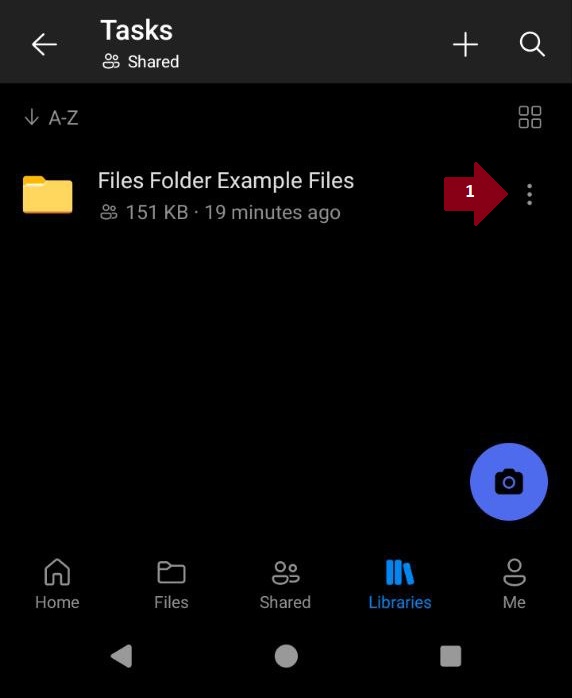 Tasks
Shared
A-Z
Files Folder Example Files
151 KB · 19 minutes ago
1
Home
Files
Shared
Libraries
Me